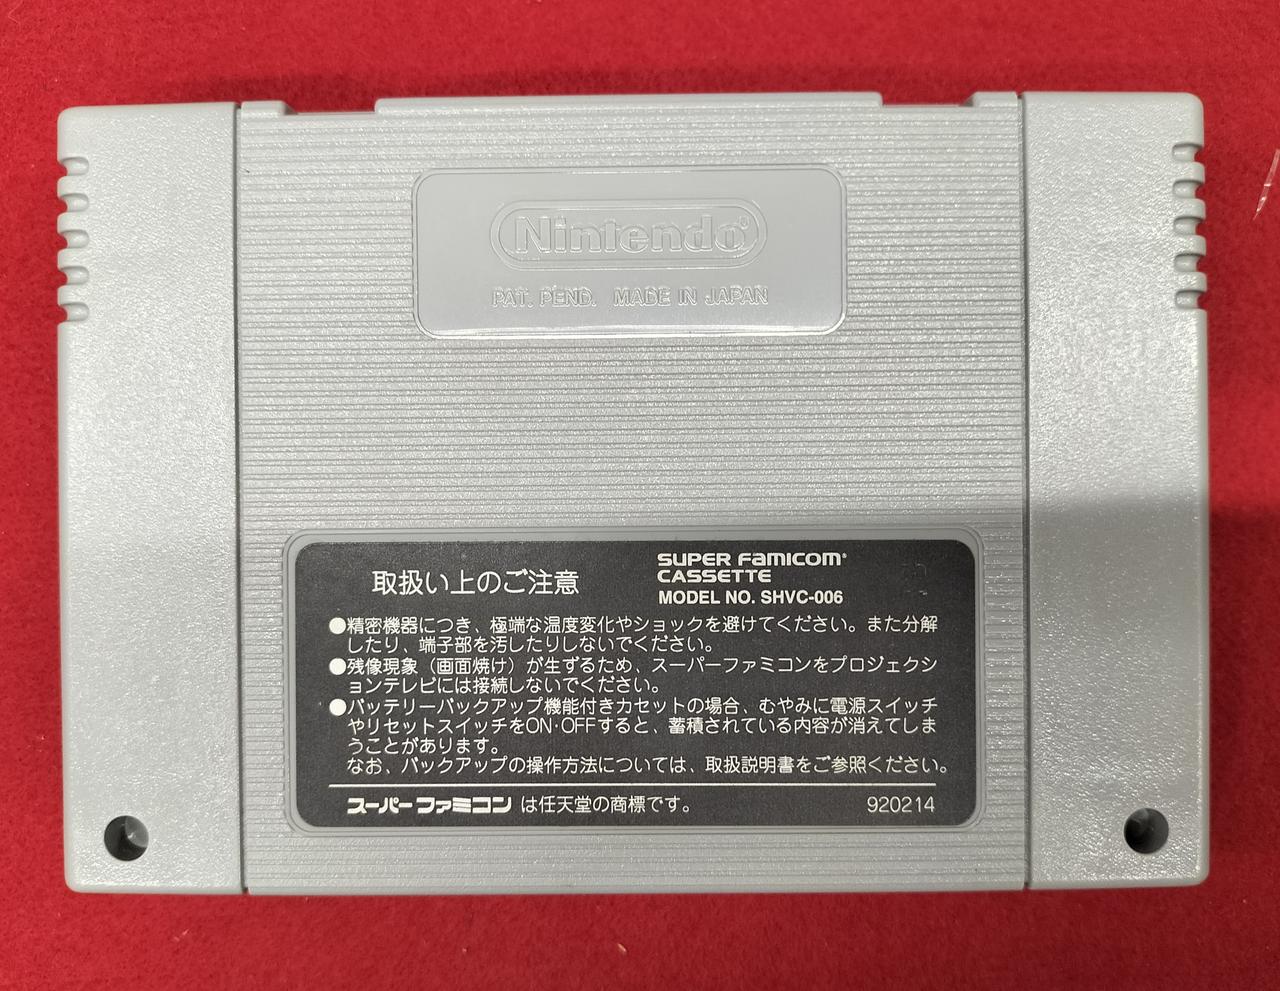 Nintendo®
PAT. PEND. MADE IN JAPAN
取扱い上のご注意
SUPER FAMICOM®
CASSETTE
MODEL NO. SHVC-006
●精密機器につき、極端な温度変化やショックを避けてください。また分解
したり、端子部を汚したりしないでください。
●残像現象（画面焼け）が生ずるため、スーパーファミコンをプロジェクシ
ョンテレビには接続しないでください。
●バッテリーバックアップ機能付きカセットの場合、むやみに電源スイッチ
やリセットスイッチをON·OFFすると、蓄積されている内容が消えてしま
うことがあります。
なお、バックアップの操作方法については、取扱説明書をご参照ください。
スーパーファミコン は任天堂の商標です。
920214